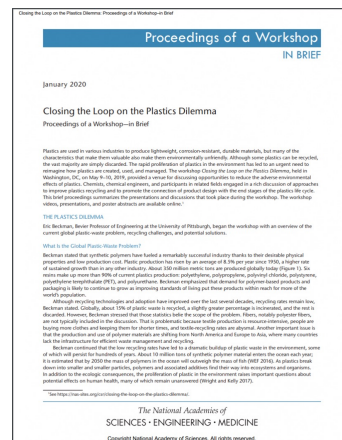 Closing the Loop on the Plastics Dilemma: Proceedings of a Workshop–in Brief
Proceedings of a Workshop
IN BRIEF
January 2020
Closing the Loop on the Plastics Dilemma
Proceedings of a Workshop—in Brief
Plastics are used in various industries to produce lightweight, corrosion-resistant, durable materials, but many of the
characteristics that make them valuable also make them environmentally unfriendly. Although some plastics can be recycled,
the vast majority are simply discarded. The rapid proliferation of plastics in the environment has led to an urgent need to
reimagine how plastics are created, used, and managed. The workshop Closing the Loop on the Plastics Dilemma, held in
Washington, DC, on May 9–10, 2019, provided a venue for discussing opportunities to reduce the adverse environmental
effects of plastics. Chemists, chemical engineers, and participants in related fields engaged in a rich discussion of approaches
to improve plastics recycling and to promote the connection of product design with the end stages of the plastics life cycle.
This brief proceedings summarizes the presentations and discussions that took place during the workshop. The workshop
videos, presentations, and poster abstracts are available online.¹
THE PLASTICS DILEMMA
Eric Beckman, Bevier Professor of Engineering at the University of Pittsburgh, began the workshop with an overview of the
current global plastic-waste problem, recycling challenges, and potential solutions.
What Is the Global Plastic-Waste Problem?
Beckman stated that synthetic polymers have formed a remarkably successful industry thanks to their desirable physical
properties and low production cost. Plastic production has risen by an average of 8.3% per year since 1950, a higher rate
of sustained growth than in any other industry. About 350 million metric tons are produced globally today (Figure 1). Six
resins make up more than 90% of current plastics production: polyethylene, polypropylene, polyvinyl chloride, polystyrene,
polyethylene terephthalate (PET), and polyurethane. Beckman emphasized that demand for polymer-based products and
packaging is likely to continue to grow as improving standards of living put these products within reach for more of the
world's population.
Although recycling technologies and adoption have improved over the last several decades, recycling rates remain low,
Beckman stated. Globally, about 15% of plastic waste is recycled, a slightly greater percentage is incinerated, and the rest is
discarded. However, Beckman stressed that those statistics belie the scope of the problem. Fibers, notably polyester fibers,
are not typically included in the discussion. That is problematic because textile production is resource-intensive, people are
buying more clothes and keeping them for shorter times, and textile-recycling rates are abysmal. Another important issue is
that the production and use of polymer materials are shifting from North America and Europe to Asia, where many countries
lack the infrastructure for efficient waste management and recycling.
Beckman continued that the low recycling rates have led to a dramatic buildup of plastic waste in the environment, some
of which will persist for hundreds of years. About 10 million tons of synthetic polymer material enters the ocean each year;
it is estimated that by 2050 the mass of polymers in the ocean will outweigh the mass of fish (WEF 2016). As plastics break
down into smaller and smaller particles, polymers and associated additives find their way into ecosystems and organisms.
In addition to the ecologic consequences, the proliferation of plastic in the environment raises important questions about
potential effects on human health, many of which remain unanswered (Wright and Kelly 2017).
¹See https://nas-sites.org/csr/closing-the-loop-on-the-plastics-dilemma/.
The National Academies of
SCIENCES • ENGINEERING • MEDICINE
Copyright National Academy of Sciences. All rights reserved.